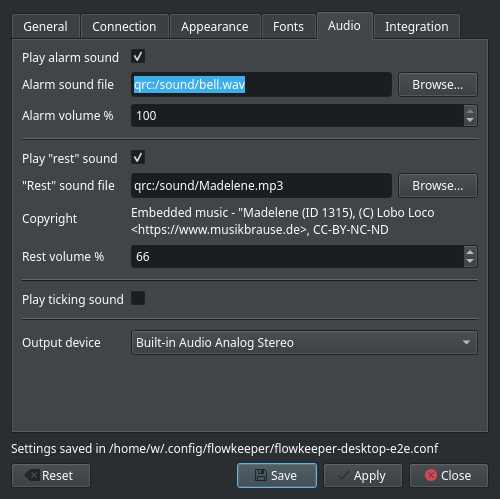 General Connection Appearance Fonts Audio Integration
Play alarm sound
Alarm sound file qrc:/sound/bell.wav Browse...
Alarm volume % 100
Play "rest" sound
"Rest" sound file qrc:/sound/Madelene.mp3 Browse...
Copyright Embedded music - "Madelene (ID 1315), (C) Lobo Loco
<https://www.musikbrause.de>, CC-BY-NC-ND
Rest volume % 66
Play ticking sound
Output device Built-in Audio Analog Stereo
Settings saved in /home/w/.config/flowkeeper/flowkeeper-desktop-e2e.conf
Reset Save Apply Close